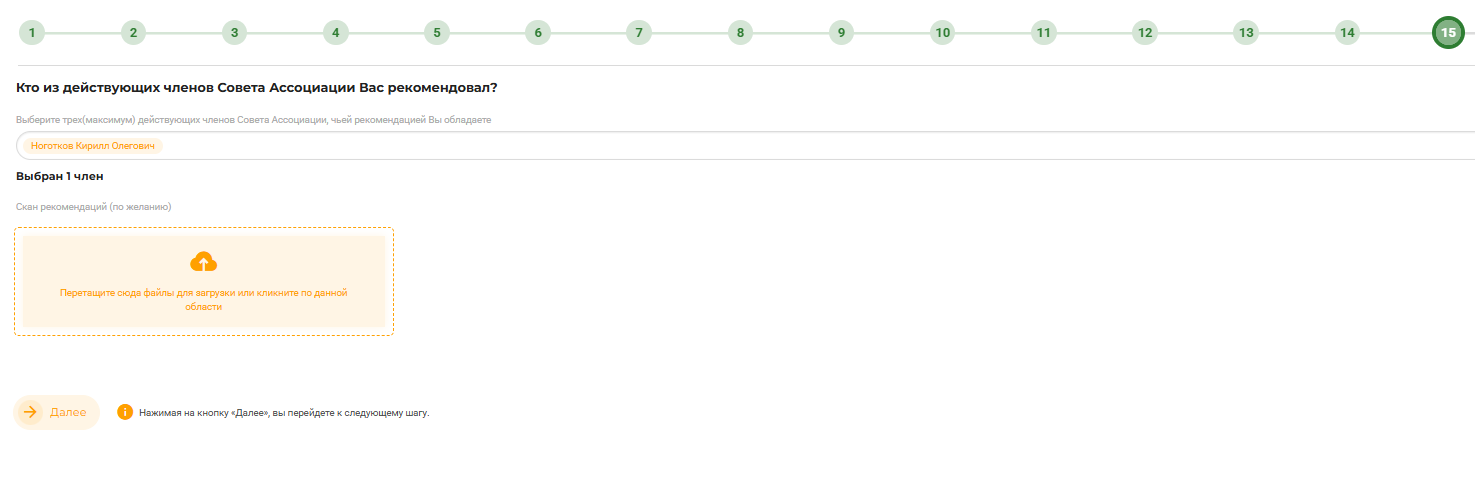 1 2 3 4 5 6 7 8 9 10 11 12 13 14 15
Кто из действующих членов Совета Ассоциации Вас рекомендовал?
Выберите трех(максимум) действующих членов Совета Ассоциации, чьей рекомендацией Вы обладаете
Ноготков Кирилл Олегович
Выбран 1 член
Скан рекомендаций (по желанию)
Перетащите сюда файлы для загрузки или кликните по данной
области
Далее
Нажимая на кнопку «Далее», вы перейдете к следующему шагу.